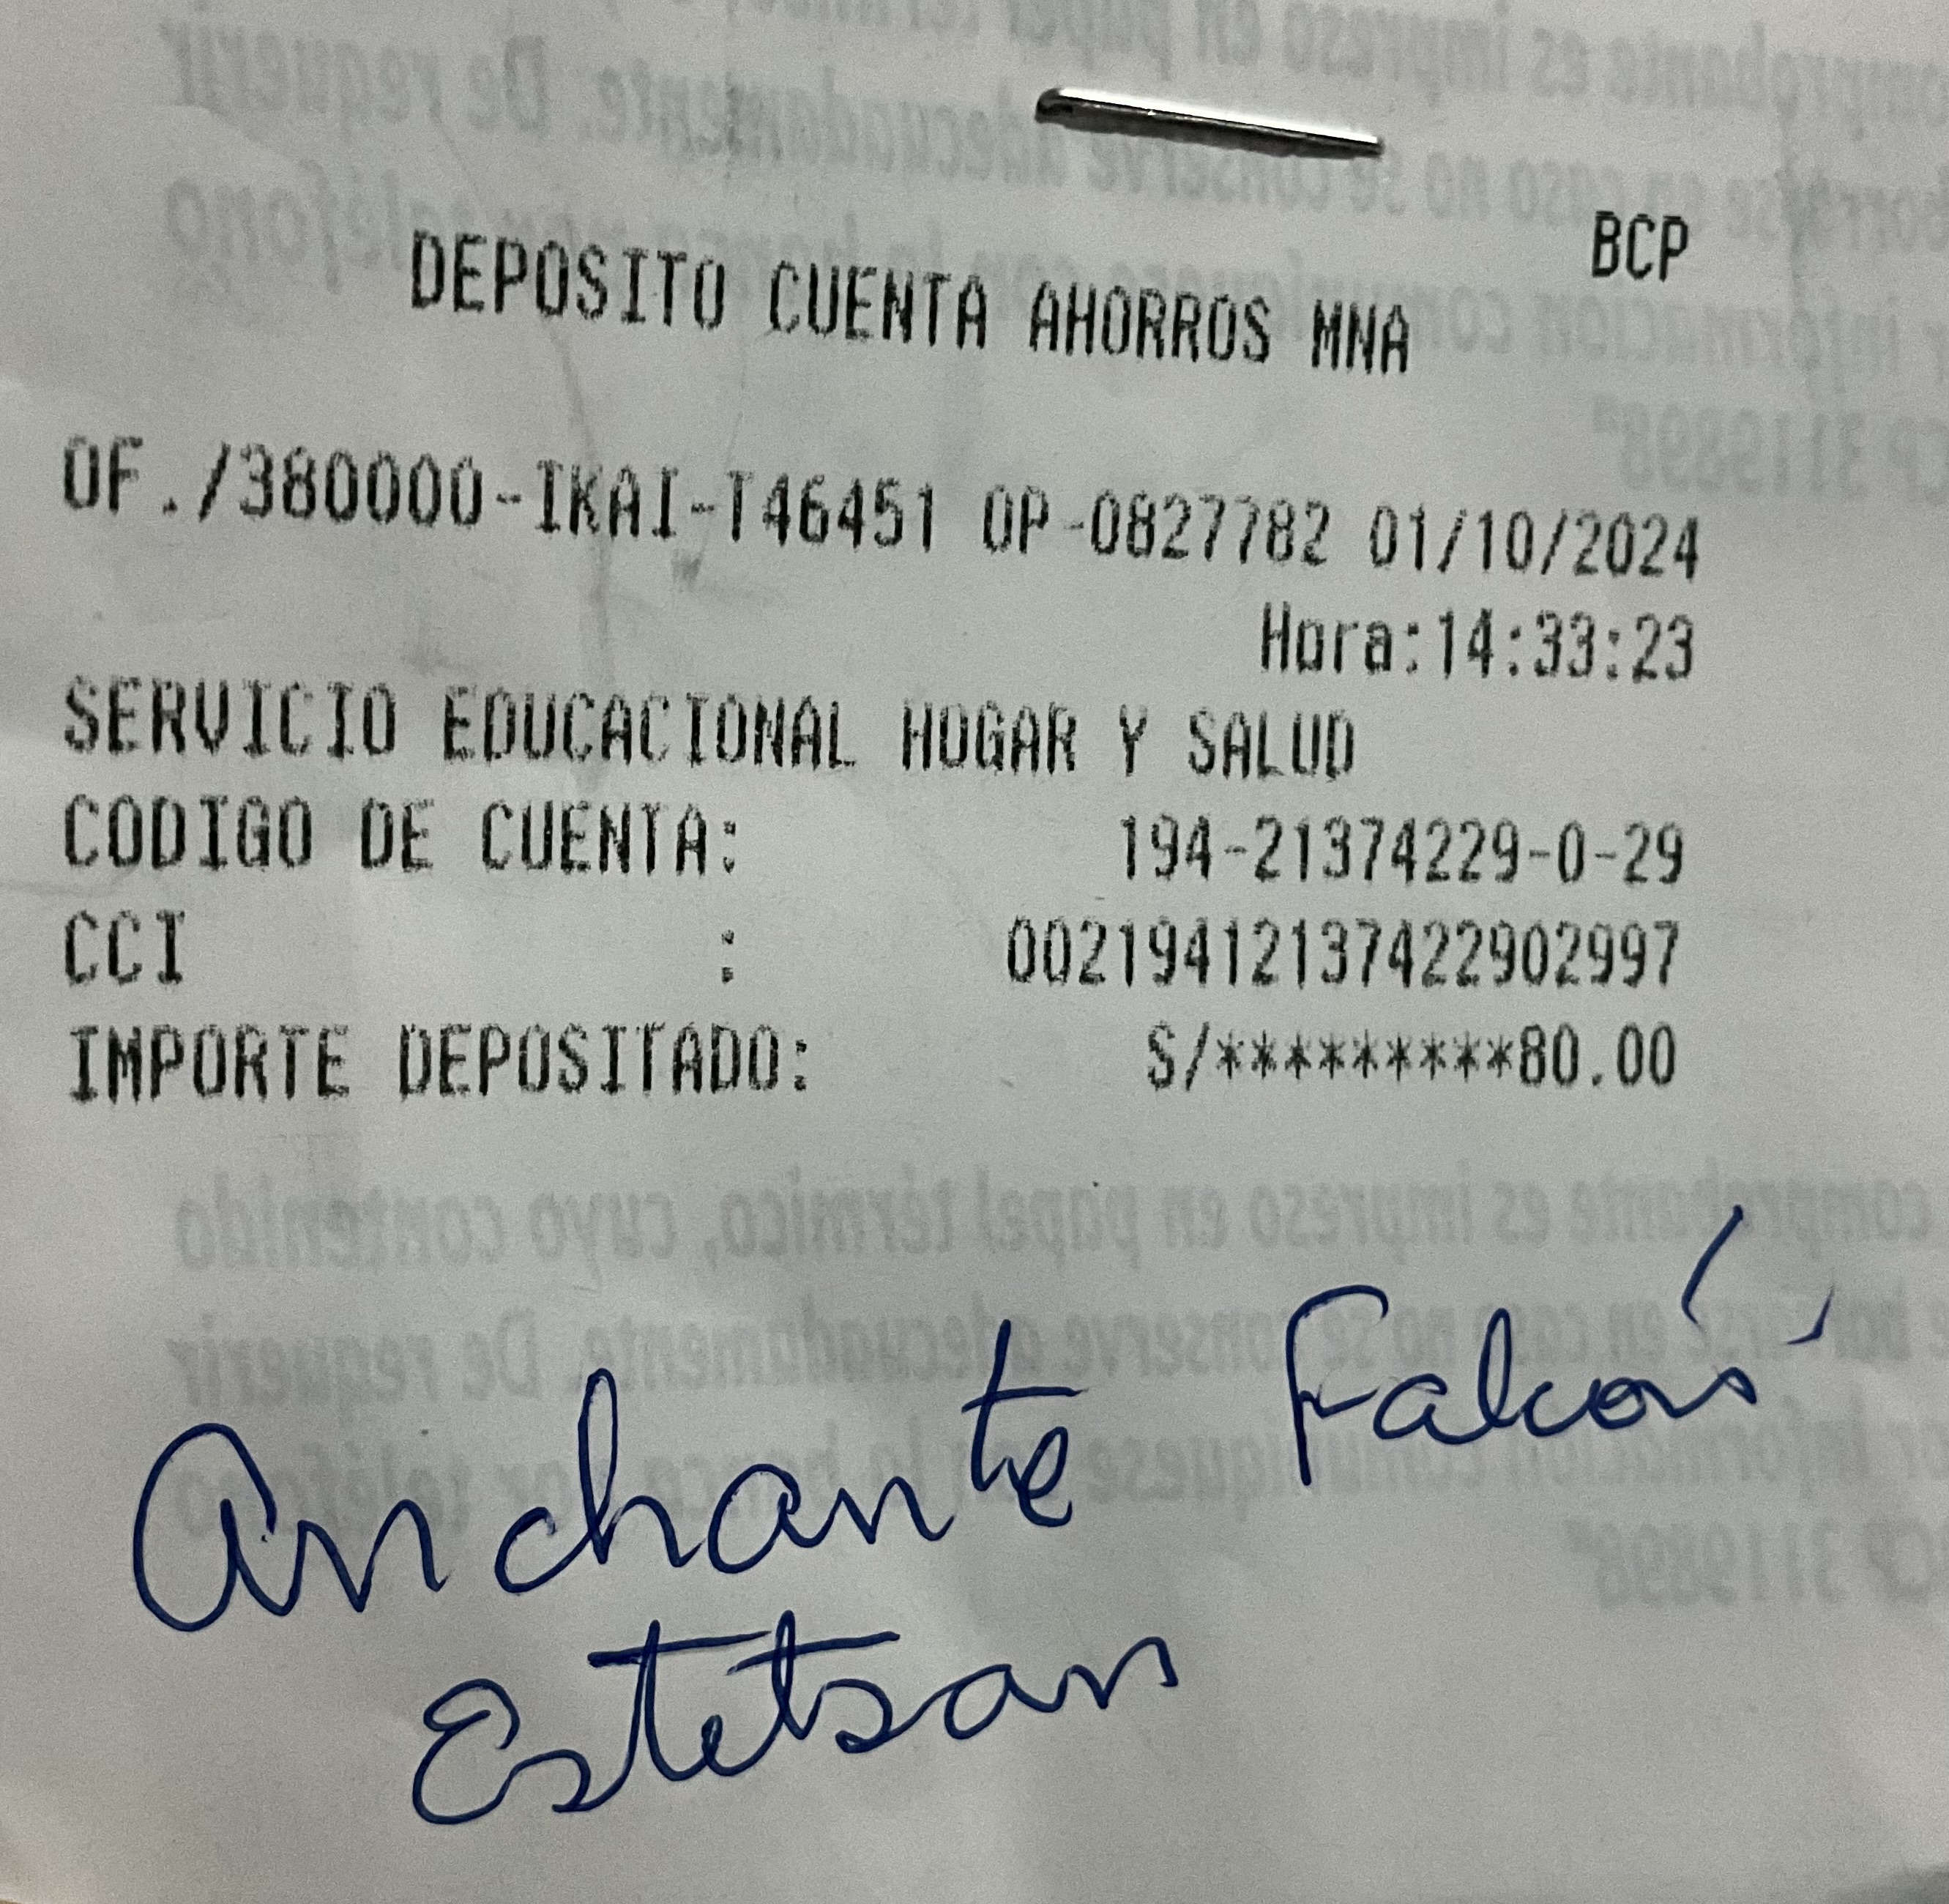 BCP
DEPOSITO CUENTA AHORROS MNA
OF./380000-IKAI-T46451 OP-0827782 01/10/2024
Hora:14:33:23
SERVICIO EDUCACIONAL HOGAR Y SALUD
CODIGO DE CUENTA: 194-21374229-0-29
CCI : 00219412137422902997
IMPORTE DEPOSITADO: S/*********80.00
Anchante Falcón
Estetsan